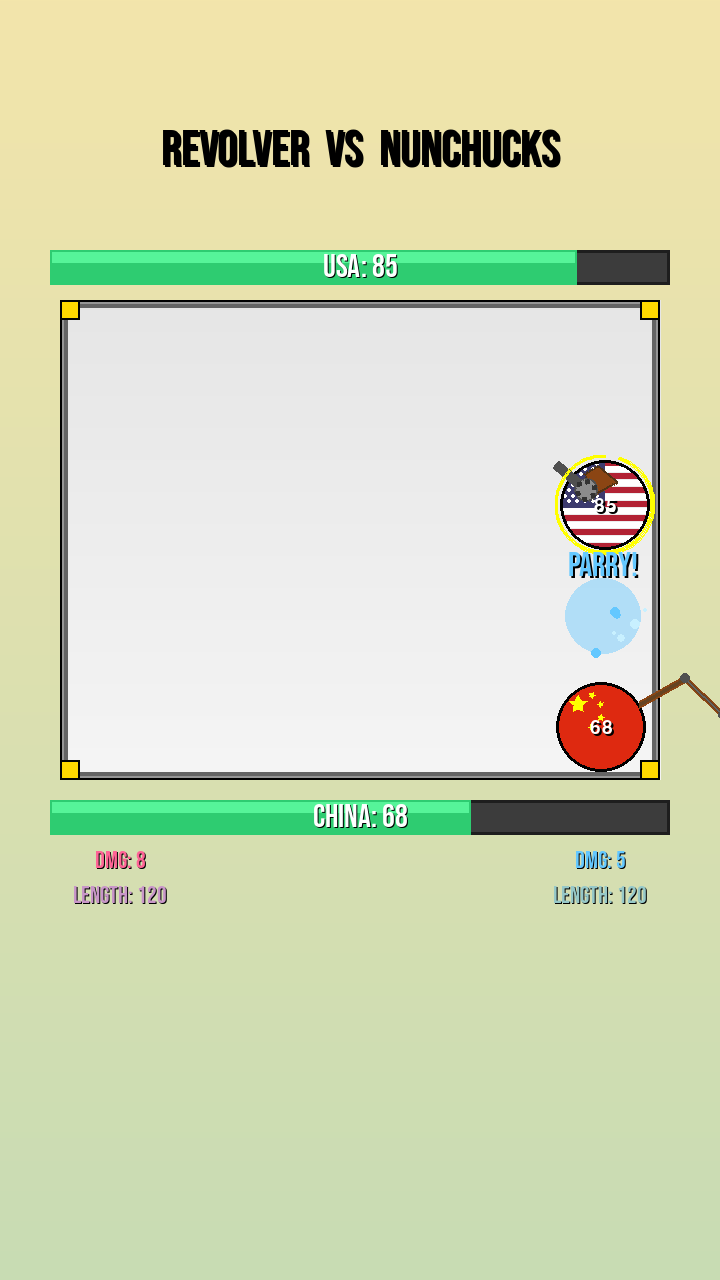 REVOLVER VS NUNCHUCKS
USA: 85
85
PARRY!
68
CHINA: 68
DMG: 8
DMG: 5
LENGTH: 120
LENGTH: 120